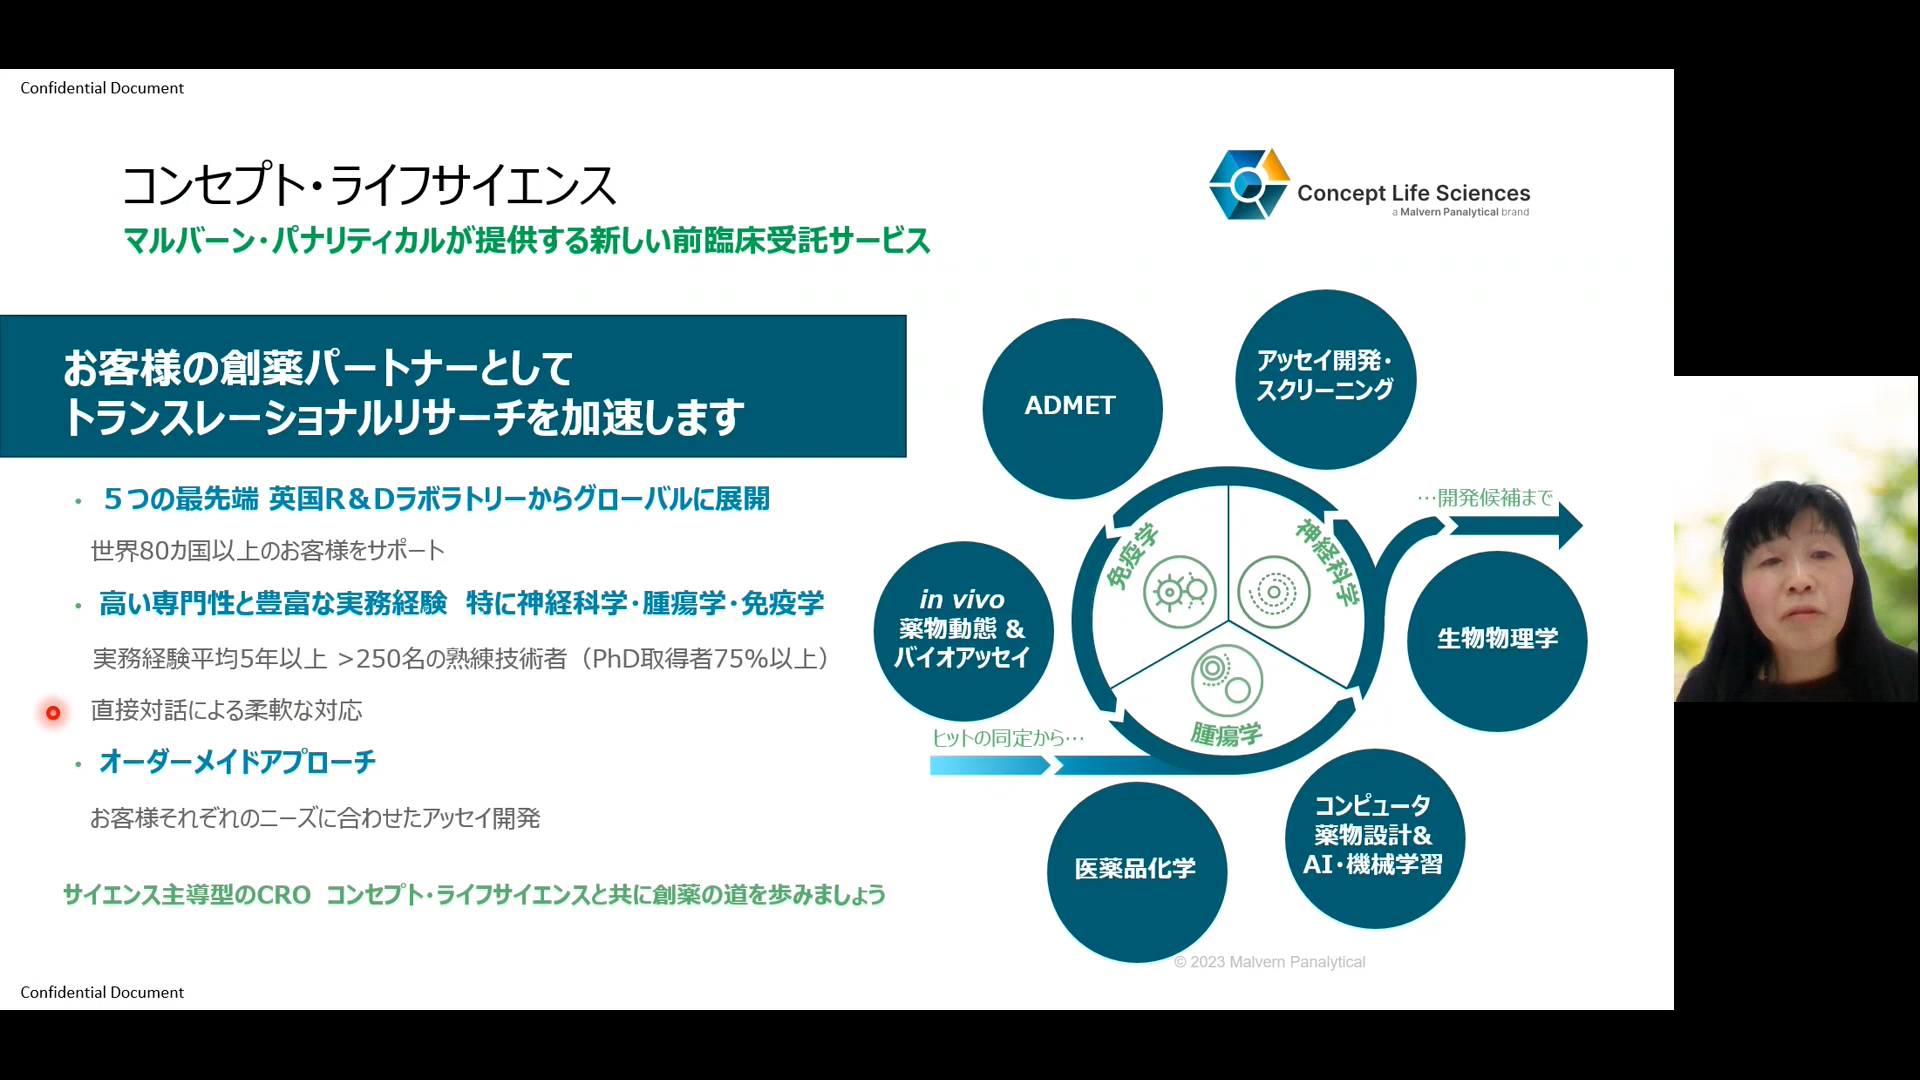 Confidential Document
コンセプト・ライフサイエンス
マルバーン・パナリティカルが提供する新しい前臨床受託サービス
Concept Life Sciences
a Malvern Panalytical brand
お客様の創薬パートナーとして
トランスレーショナルリサーチを加速します
・ ５つの最先端 英国R＆Dラボラトリーからグローバルに展開
世界80カ国以上のお客様をサポート
・ 高い専門性と豊富な実務経験 特に神経科学・腫瘍学・免疫学
実務経験平均5年以上 >250名の熟練技術者（PhD取得者75%以上）
直接対話による柔軟な対応
・ オーダーメイドアプローチ
お客様それぞれのニーズに合わせたアッセイ開発
サイエンス主導型のCRO コンセプト・ライフサイエンスと共に創薬の道を歩みましょう
ADMET
アッセイ開発・
スクリーニング
…開発候補まで
免疫学
神経科学
腫瘍学
in vivo
薬物動態 &
バイオアッセイ
生物物理学
ヒットの同定から…
医薬品化学
コンピュータ
薬物設計&
AI・機械学習
© 2023 Malvern Panalytical
Confidential Document